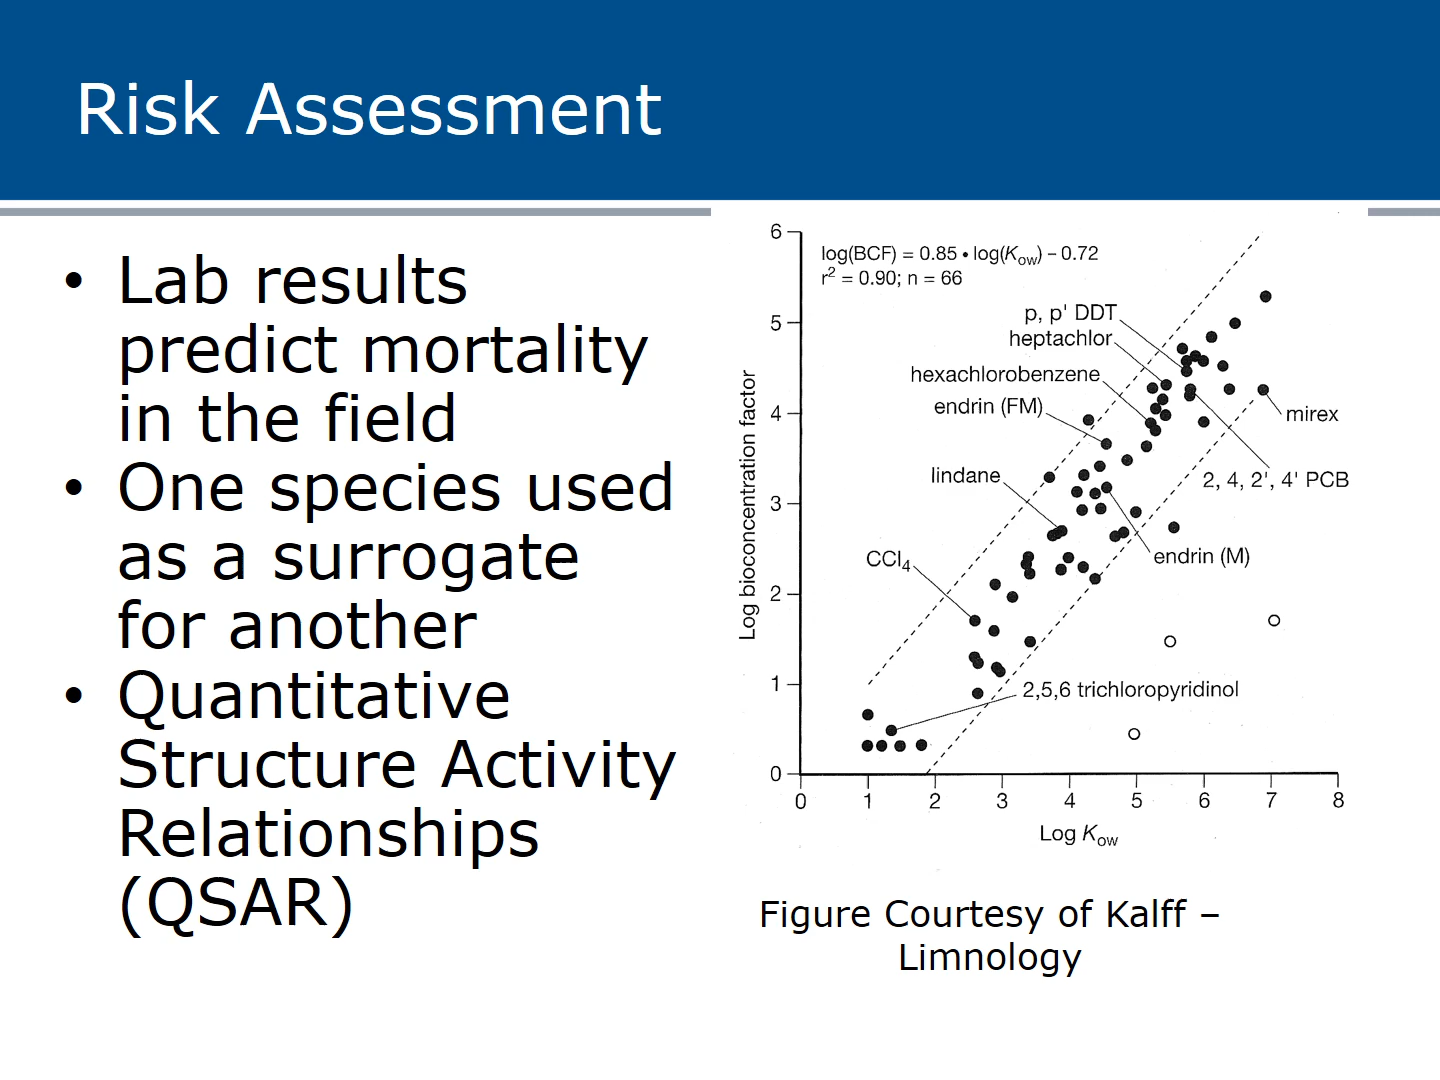 Risk Assessment
• Lab results
predict mortality
in the field
• One species used
as a surrogate
for another
• Quantitative
Structure Activity
Relationships
(QSAR)
log(BCF) = 0.85 • log(Kow) – 0.72
r² = 0.90; n = 66
p, p' DDT
heptachlor
hexachlorobenzene
endrin (FM)
mirex
lindane
2, 4, 2', 4' PCB
CCl₄
endrin (M)
2,5,6 trichloropyridinol
Log bioconcentration factor
6
5
4
3
2
1
0
0 1 2 3 4 5 6 7 8
Log Kow
Figure Courtesy of Kalff –
Limnology